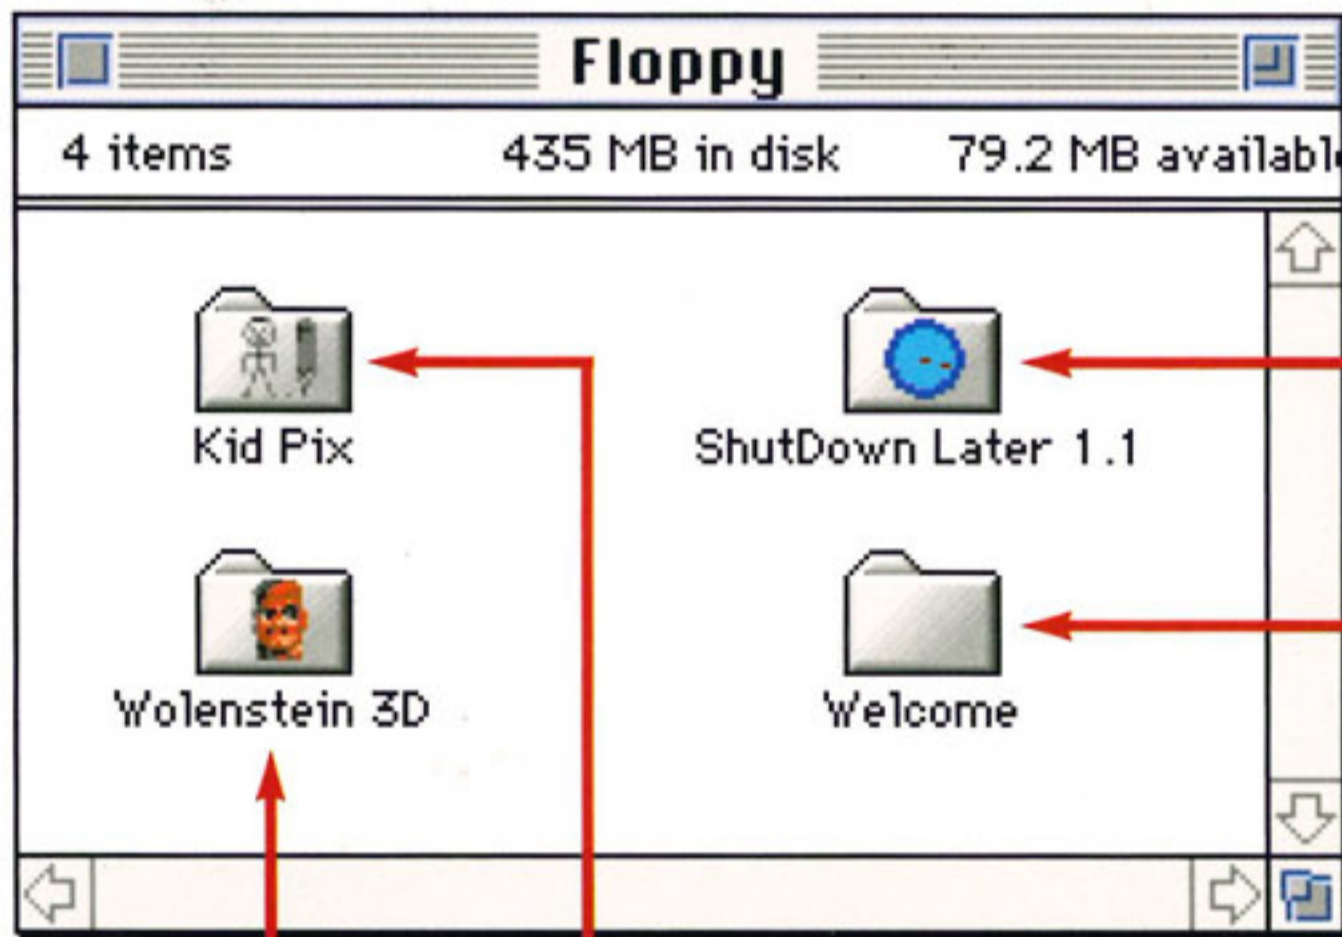 Floppy
4 items 435 MB in disk 79.2 MB available
Kid Pix ShutDown Later 1.1
Wolenstein 3D Welcome